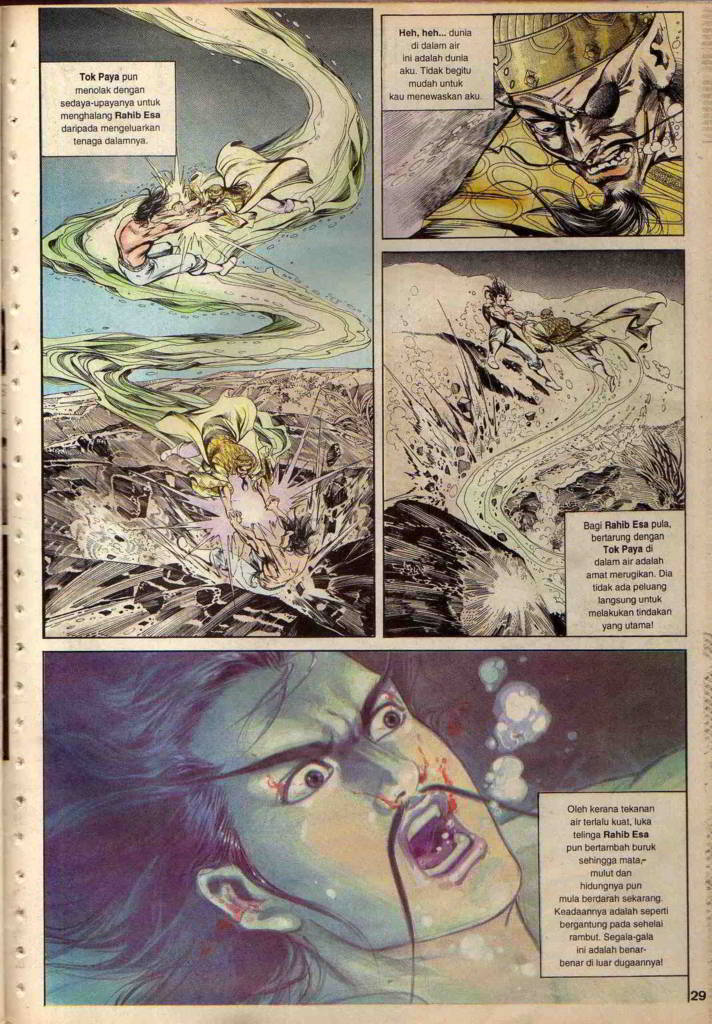 Tok Paya pun
menolak dengan
sedaya-upayanya untuk
menghalang Rahib Esa
daripada mengeluarkan
tenaga dalamnya.
Heh, heh... dunia
di dalam air
ini adalah dunia
aku. Tidak begitu
mudah untuk
kau menewaskan aku.
Bagi Rahib Esa pula,
bertarung dengan
Tok Paya di
dalam air adalah
amat merugikan. Dia
tidak ada peluang
langsung untuk
melakukan tindakan
yang utama!
Oleh kerana tekanan
air terlalu kuat, luka
telinga Rahib Esa
pun bertambah buruk
sehingga mata,
mulut dan
hidungnya pun
mula berdarah sekarang.
Keadaannya adalah seperti
bergantung pada sehelai
rambut. Segala-gala
ini adalah benar-
benar di luar dugaannya!
29